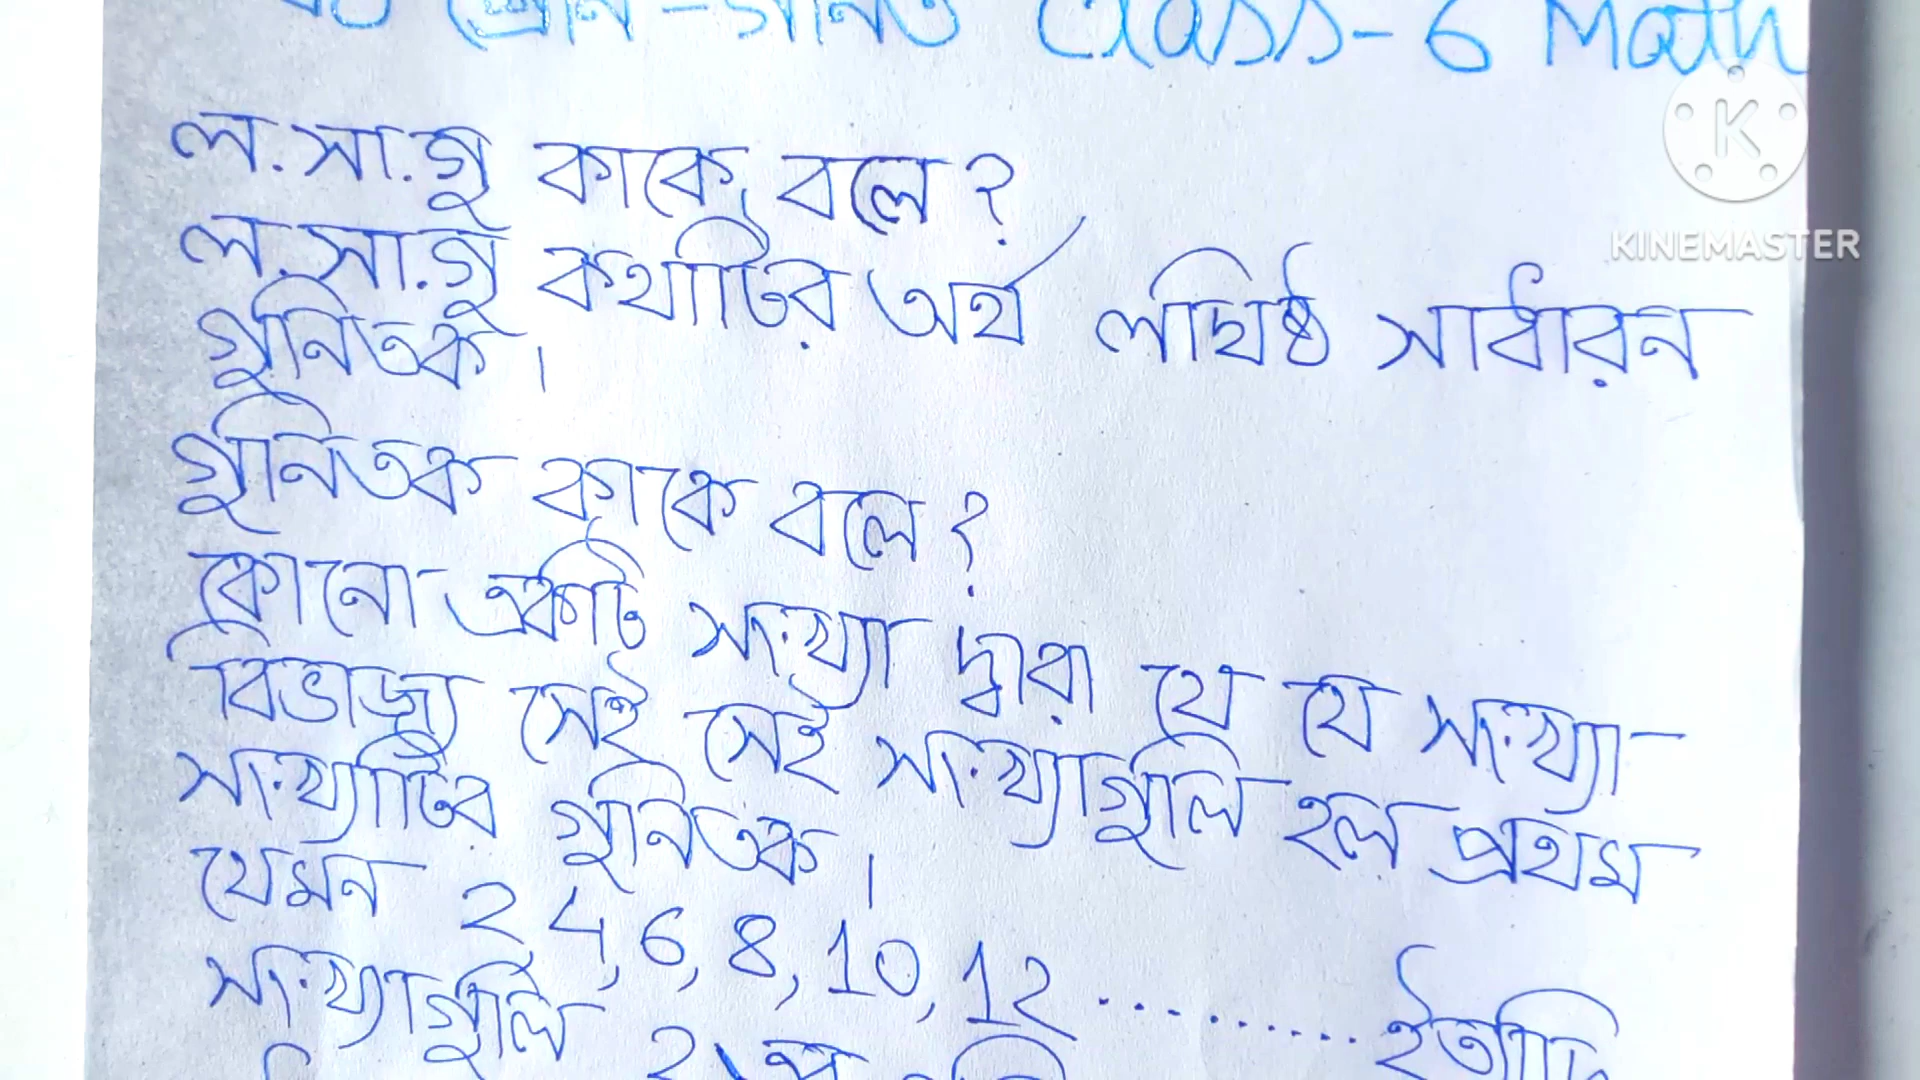 শ্রেনি - গনিত Class - 6 Math
ল.সা.গু কাকে বলে?
ল.সা.গু কথাটির অর্থ লঘিষ্ঠ সাধারন
গুনিতক।
গুনিতক কাকে বলে?
কোনো একটি সংখ্যা দ্বারা যে যে সংখ্যা
বিভাজ্য সেই সেই সংখ্যাগুলি হল প্রথম
সংখ্যাটির গুনিতক।
যেমন 2 4, 6, 8, 10, 12 ......... ইত্যাদি
সংখ্যাগুলি 2
KINEMASTER